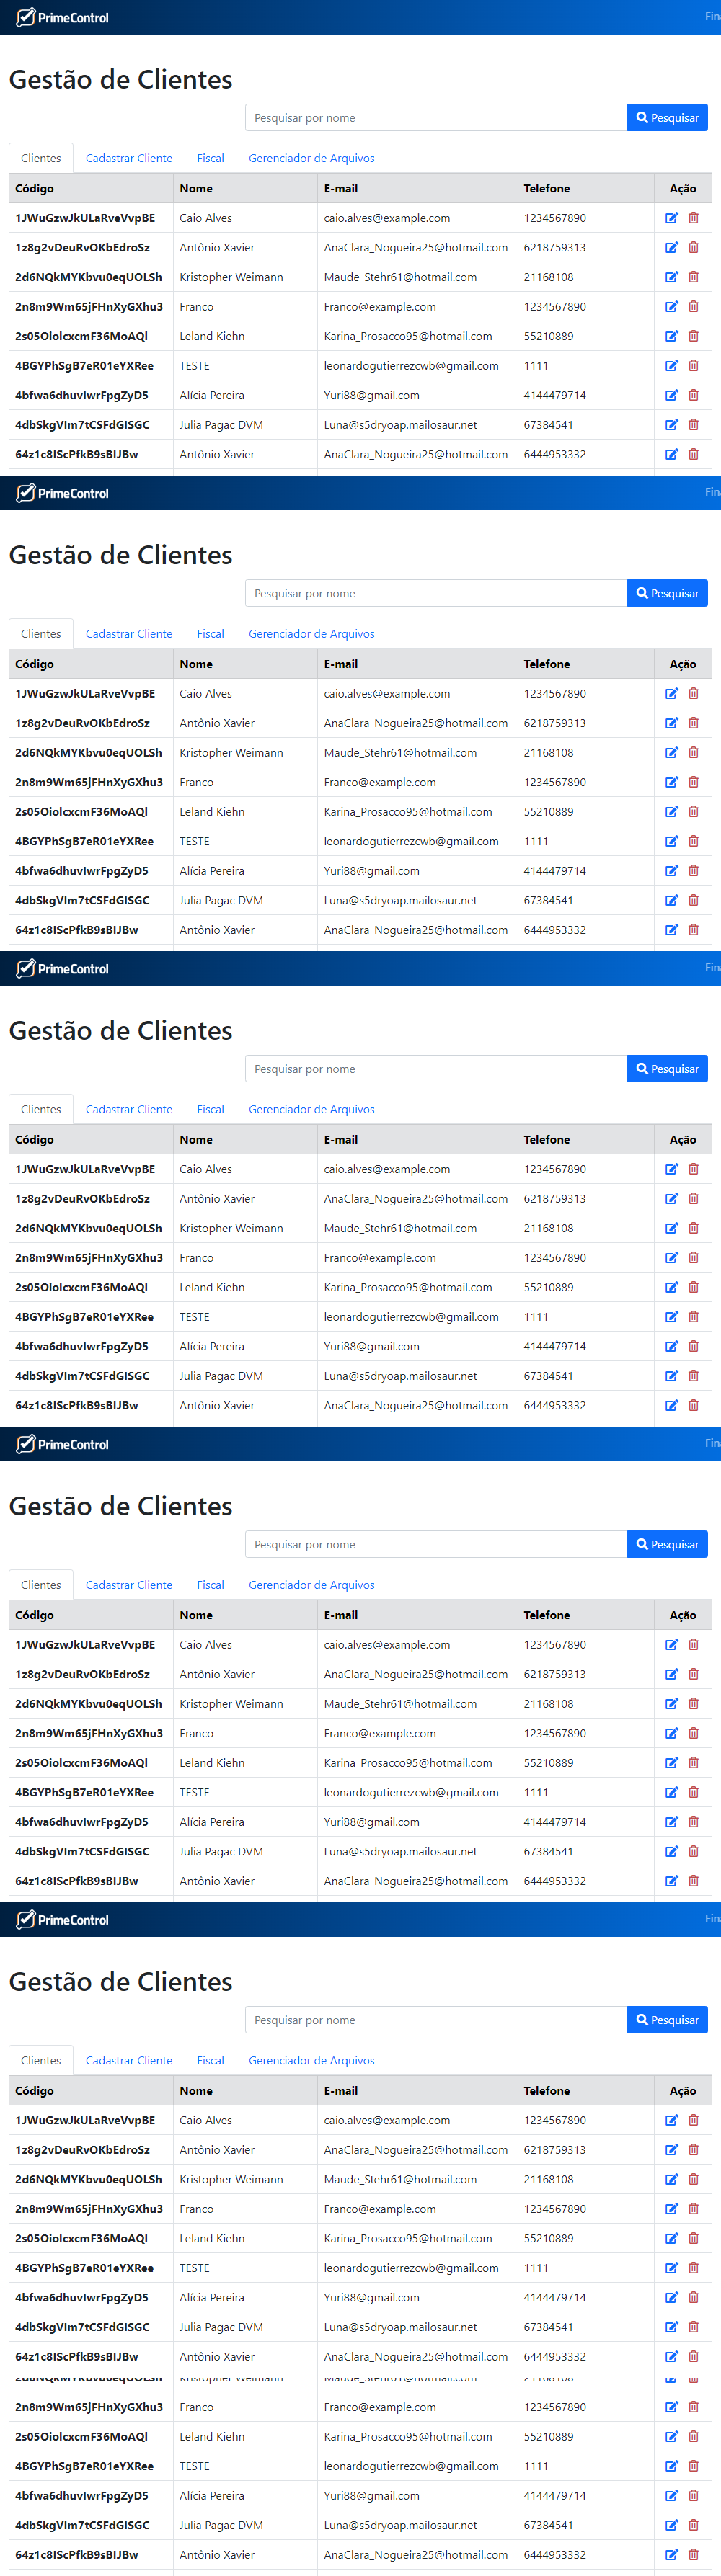 PrimeControl Fina
Gestão de Clientes
Pesquisar por nome Pesquisar
Clientes Cadastrar Cliente Fiscal Gerenciador de Arquivos
Código Nome E-mail Telefone Ação
1JWuGzwJkULaRveVvpBE Caio Alves caio.alves@example.com 1234567890
1z8g2vDeuRvOKbEdroSz Antônio Xavier AnaClara_Nogueira25@hotmail.com 6218759313
2d6NQkMYKbvu0eqUOLSh Kristopher Weimann Maude_Stehr61@hotmail.com 21168108
2n8m9Wm65jFHnXyGXhu3 Franco Franco@example.com 1234567890
2s05OiolcxcmF36MoAQl Leland Kiehn Karina_Prosacco95@hotmail.com 55210889
4BGYPhSgB7eR01eYXRee TESTE leonardogutierrezcwb@gmail.com 1111
4bfwa6dhuvIwrFpgZyD5 Alícia Pereira Yuri88@gmail.com 4144479714
4dbSkgVIm7tCSFdGISGC Julia Pagac DVM Luna@s5dryoap.mailosaur.net 67384541
64z1c8IScPfkB9sBIJBw Antônio Xavier AnaClara_Nogueira25@hotmail.com 6444953332
PrimeControl Fina
Gestão de Clientes
Pesquisar por nome Pesquisar
Clientes Cadastrar Cliente Fiscal Gerenciador de Arquivos
Código Nome E-mail Telefone Ação
1JWuGzwJkULaRveVvpBE Caio Alves caio.alves@example.com 1234567890
1z8g2vDeuRvOKbEdroSz Antônio Xavier AnaClara_Nogueira25@hotmail.com 6218759313
2d6NQkMYKbvu0eqUOLSh Kristopher Weimann Maude_Stehr61@hotmail.com 21168108
2n8m9Wm65jFHnXyGXhu3 Franco Franco@example.com 1234567890
2s05OiolcxcmF36MoAQl Leland Kiehn Karina_Prosacco95@hotmail.com 55210889
4BGYPhSgB7eR01eYXRee TESTE leonardogutierrezcwb@gmail.com 1111
4bfwa6dhuvIwrFpgZyD5 Alícia Pereira Yuri88@gmail.com 4144479714
4dbSkgVIm7tCSFdGISGC Julia Pagac DVM Luna@s5dryoap.mailosaur.net 67384541
64z1c8IScPfkB9sBIJBw Antônio Xavier AnaClara_Nogueira25@hotmail.com 6444953332
PrimeControl Fina
Gestão de Clientes
Pesquisar por nome Pesquisar
Clientes Cadastrar Cliente Fiscal Gerenciador de Arquivos
Código Nome E-mail Telefone Ação
1JWuGzwJkULaRveVvpBE Caio Alves caio.alves@example.com 1234567890
1z8g2vDeuRvOKbEdroSz Antônio Xavier AnaClara_Nogueira25@hotmail.com 6218759313
2d6NQkMYKbvu0eqUOLSh Kristopher Weimann Maude_Stehr61@hotmail.com 21168108
2n8m9Wm65jFHnXyGXhu3 Franco Franco@example.com 1234567890
2s05OiolcxcmF36MoAQl Leland Kiehn Karina_Prosacco95@hotmail.com 55210889
4BGYPhSgB7eR01eYXRee TESTE leonardogutierrezcwb@gmail.com 1111
4bfwa6dhuvIwrFpgZyD5 Alícia Pereira Yuri88@gmail.com 4144479714
4dbSkgVIm7tCSFdGISGC Julia Pagac DVM Luna@s5dryoap.mailosaur.net 67384541
64z1c8IScPfkB9sBIJBw Antônio Xavier AnaClara_Nogueira25@hotmail.com 6444953332
PrimeControl Fina
Gestão de Clientes
Pesquisar por nome Pesquisar
Clientes Cadastrar Cliente Fiscal Gerenciador de Arquivos
Código Nome E-mail Telefone Ação
1JWuGzwJkULaRveVvpBE Caio Alves caio.alves@example.com 1234567890
1z8g2vDeuRvOKbEdroSz Antônio Xavier AnaClara_Nogueira25@hotmail.com 6218759313
2d6NQkMYKbvu0eqUOLSh Kristopher Weimann Maude_Stehr61@hotmail.com 21168108
2n8m9Wm65jFHnXyGXhu3 Franco Franco@example.com 1234567890
2s05OiolcxcmF36MoAQl Leland Kiehn Karina_Prosacco95@hotmail.com 55210889
4BGYPhSgB7eR01eYXRee TESTE leonardogutierrezcwb@gmail.com 1111
4bfwa6dhuvIwrFpgZyD5 Alícia Pereira Yuri88@gmail.com 4144479714
4dbSkgVIm7tCSFdGISGC Julia Pagac DVM Luna@s5dryoap.mailosaur.net 67384541
64z1c8IScPfkB9sBIJBw Antônio Xavier AnaClara_Nogueira25@hotmail.com 6444953332
PrimeControl Fina
Gestão de Clientes
Pesquisar por nome Pesquisar
Clientes Cadastrar Cliente Fiscal Gerenciador de Arquivos
Código Nome E-mail Telefone Ação
1JWuGzwJkULaRveVvpBE Caio Alves caio.alves@example.com 1234567890
1z8g2vDeuRvOKbEdroSz Antônio Xavier AnaClara_Nogueira25@hotmail.com 6218759313
2d6NQkMYKbvu0eqUOLSh Kristopher Weimann Maude_Stehr61@hotmail.com 21168108
2n8m9Wm65jFHnXyGXhu3 Franco Franco@example.com 1234567890
2s05OiolcxcmF36MoAQl Leland Kiehn Karina_Prosacco95@hotmail.com 55210889
4BGYPhSgB7eR01eYXRee TESTE leonardogutierrezcwb@gmail.com 1111
4bfwa6dhuvIwrFpgZyD5 Alícia Pereira Yuri88@gmail.com 4144479714
4dbSkgVIm7tCSFdGISGC Julia Pagac DVM Luna@s5dryoap.mailosaur.net 67384541
64z1c8IScPfkB9sBIJBw Antônio Xavier AnaClara_Nogueira25@hotmail.com 6444953332
2d6NQkMYKbvu0eqUOLSh Kristopher Weimann Maude_Stehr61@hotmail.com 21168108
2n8m9Wm65jFHnXyGXhu3 Franco Franco@example.com 1234567890
2s05OiolcxcmF36MoAQl Leland Kiehn Karina_Prosacco95@hotmail.com 55210889
4BGYPhSgB7eR01eYXRee TESTE leonardogutierrezcwb@gmail.com 1111
4bfwa6dhuvIwrFpgZyD5 Alícia Pereira Yuri88@gmail.com 4144479714
4dbSkgVIm7tCSFdGISGC Julia Pagac DVM Luna@s5dryoap.mailosaur.net 67384541
64z1c8IScPfkB9sBIJBw Antônio Xavier AnaClara_Nogueira25@hotmail.com 6444953332